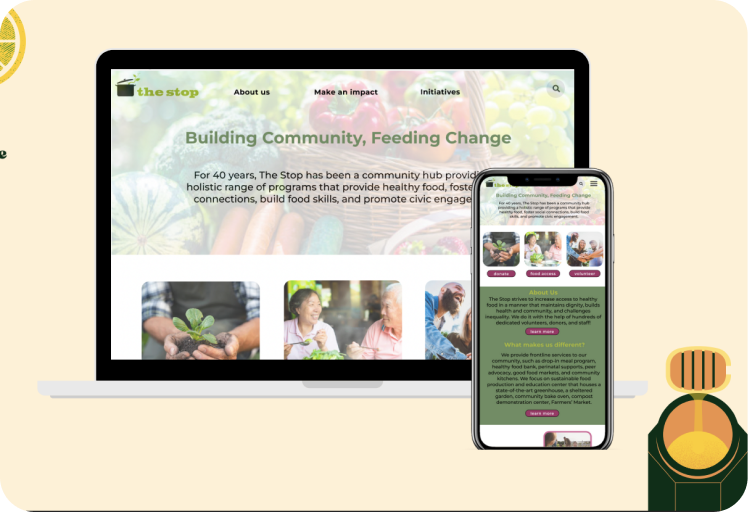 e
the stop
About us
Make an impact
Initiatives
Building Community, Feeding Change
For 40 years, The Stop has been a community hub provid
holistic range of programs that provide healthy food, foste
connections, build food skills, and promote civic engage
Building Community, Feeding Change
For 40 years, The Stop has been a community hub
providing a holistic range of programs that provide
healthy food, foster social connections, build food
skills, and promote civic engagement.
donate
food access
volunteer
About Us
The Stop strives to increase access to healthy
food in a manner that maintains dignity, builds
health and community, and challenges
inequality. We do it with the help of hundreds of
dedicated volunteers, donors, and staff!
learn more
What makes us different?
We provide frontline services to our
community, such as drop-in meal program,
healthy food bank, perinatal supports, peer
advocacy, good food markets, and community
kitchens. We focus on sustainable food
production and education center that houses a
state-of-the-art greenhouse, a sheltered
garden, community bake oven, compost
demonstration center, Farmers' Market.
learn more